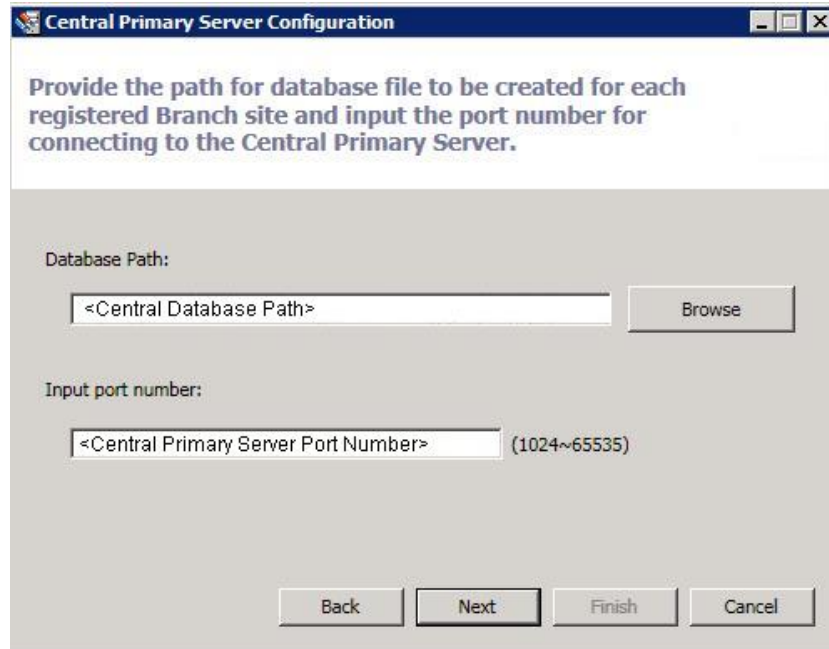 Central Primary Server Configuration
Provide the path for database file to be created for each
registered Branch site and input the port number for
connecting to the Central Primary Server.
Database Path:
<Central Database Path>
Browse
Input port number:
<Central Primary Server Port Number> (1024~65535)
Back Next Finish Cancel